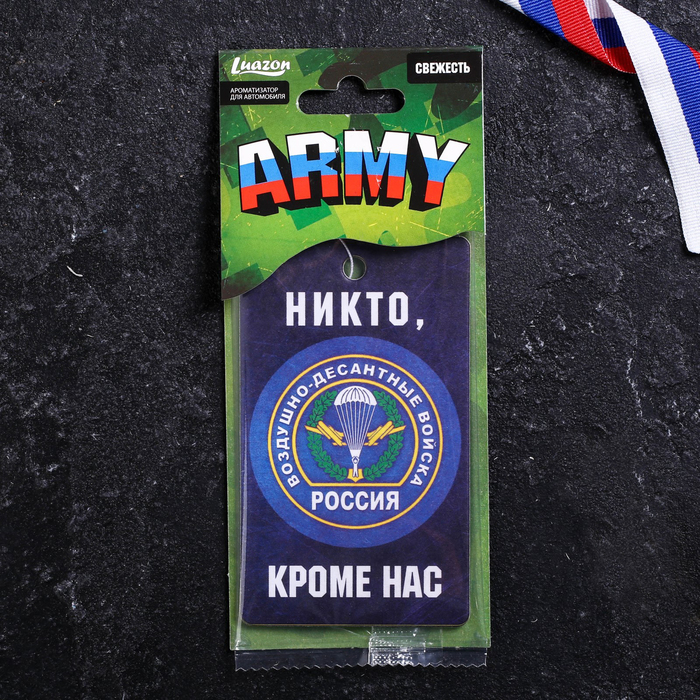 Luazon
АРОМАТИЗАТОР
ДЛЯ АВТОМОБИЛЯ
СВЕЖЕСТЬ
ARMY
НИКТО,
ВОЗДУШНО-ДЕСАНТНЫЕ ВОЙСКА
РОССИЯ
КРОМЕ НАС